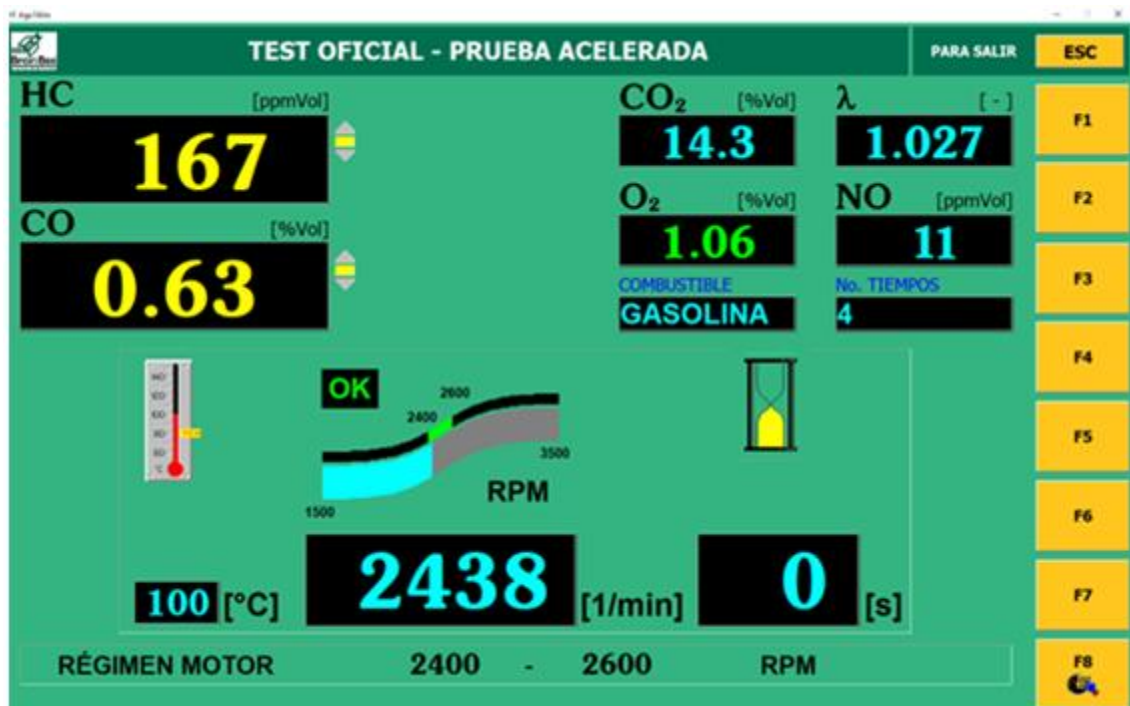 TEST OFICIAL - PRUEBA ACELERADA
PARA SALIR
ESC
HC [ppmVol]
167
CO [%Vol]
0.63
CO₂ [%Vol]
14.3
λ [-]
1.027
O₂ [%Vol]
1.06
NO [ppmVol]
11
COMBUSTIBLE
GASOLINA
No. TIEMPOS
4
F1
F2
F3
F4
F5
F6
F7
F8
OK
2600
2400
3500
1500
RPM
100 [°C]
2438 [1/min]
0 [s]
RÉGIMEN MOTOR 2400 - 2600 RPM